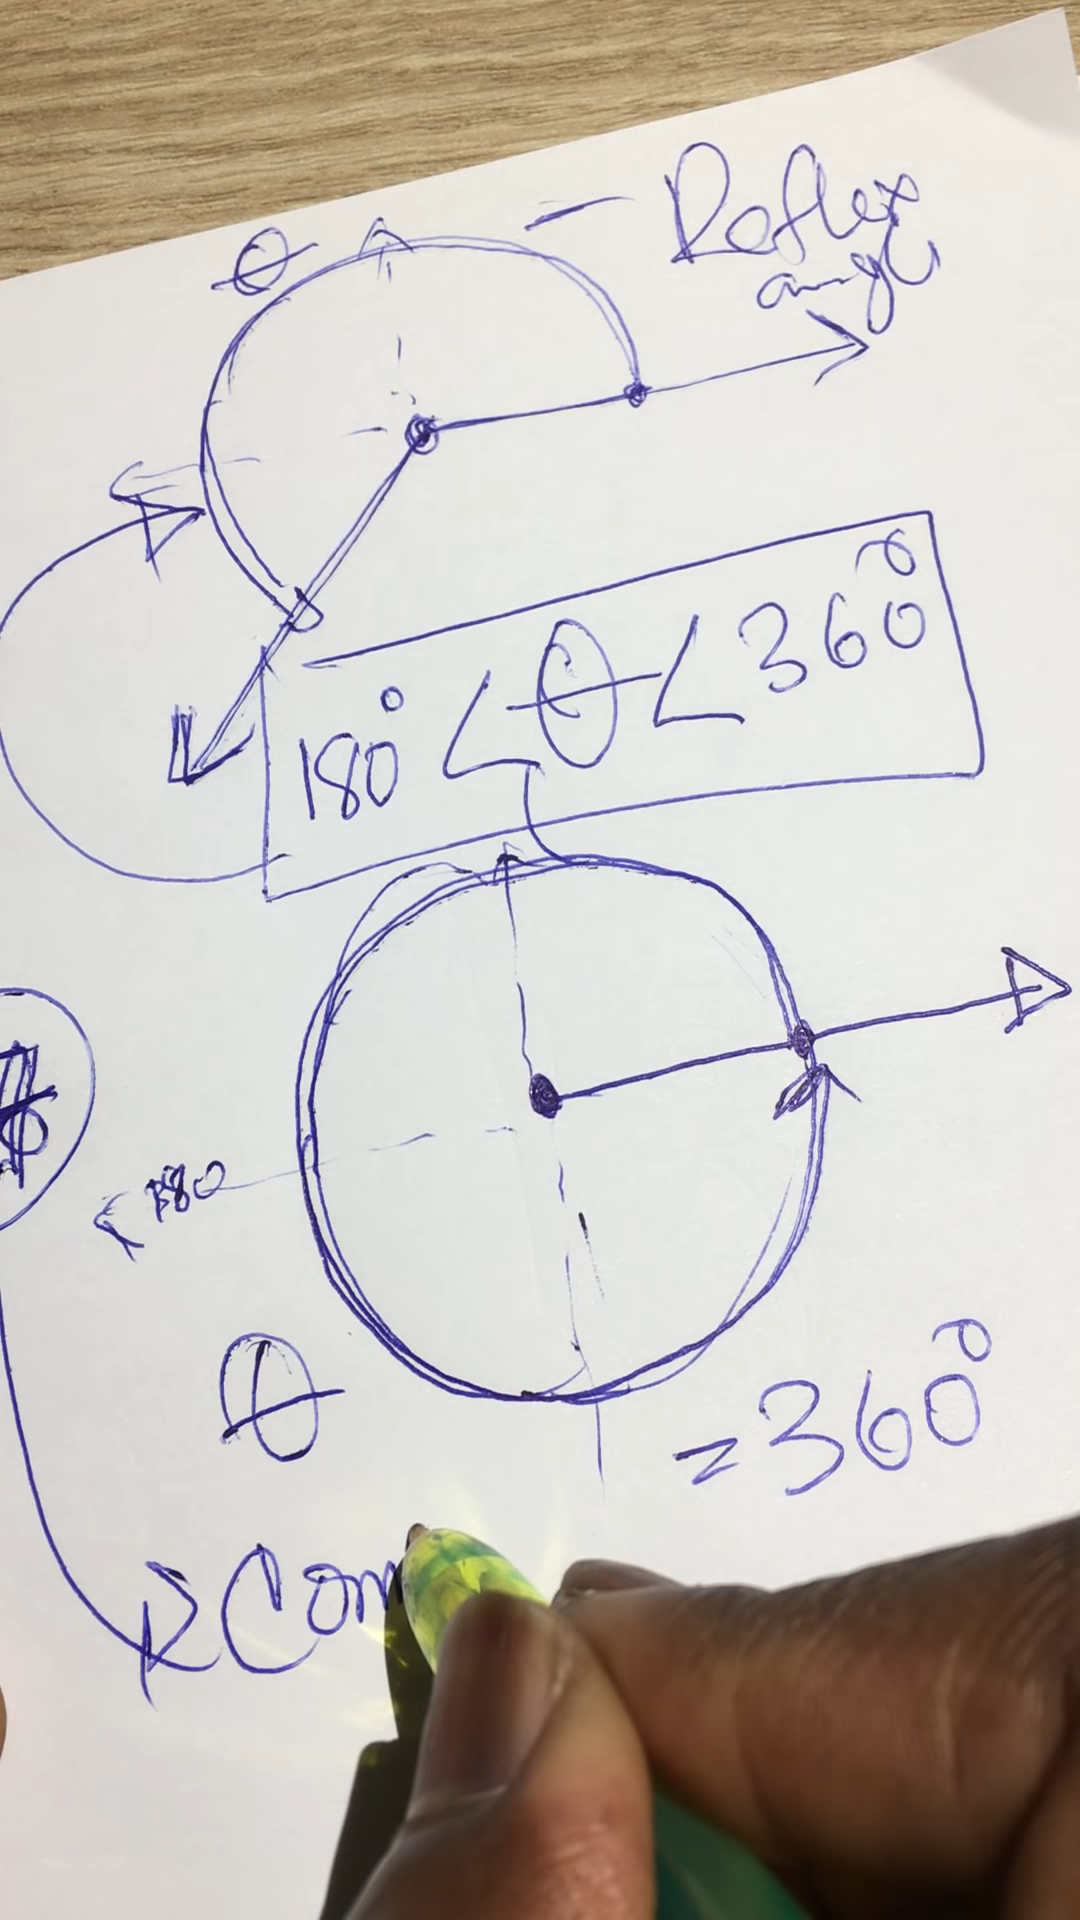 θ
Reflex
angle
180° < θ < 360°
180
θ
= 360°
Com